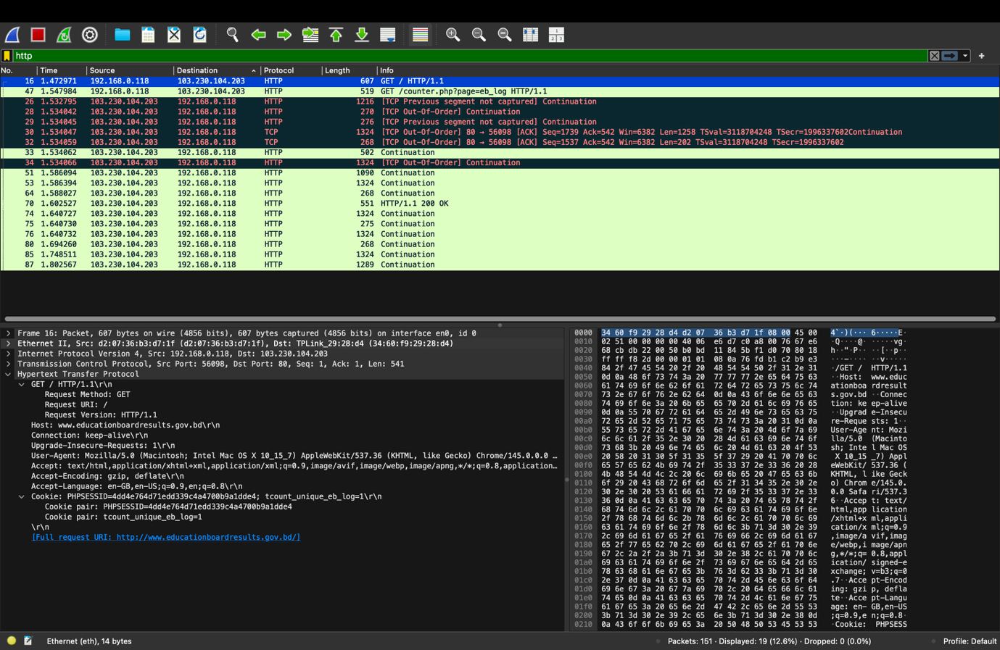 http
No. Time Source Destination Protocol Length Info
16 1.472971 192.168.0.118 103.230.104.203 HTTP 607 GET / HTTP/1.1
47 1.547984 192.168.0.118 103.230.104.203 HTTP 519 GET /counter.php?page=eb_log HTTP/1.1
26 1.532795 103.230.104.203 192.168.0.118 HTTP 1216 [TCP Previous segment not captured] Continuation
28 1.534042 103.230.104.203 192.168.0.118 HTTP 270 [TCP Out-Of-Order] Continuation
29 1.534045 103.230.104.203 192.168.0.118 HTTP 276 [TCP Previous segment not captured] Continuation
30 1.534047 103.230.104.203 192.168.0.118 TCP 1324 [TCP Out-Of-Order] 80 → 56098 [ACK] Seq=1739 Ack=542 Win=6382 Len=1258 TSval=3118704248 TSecr=1996337602Continuation
32 1.534059 103.230.104.203 192.168.0.118 TCP 268 [TCP Out-Of-Order] 80 → 56098 [ACK] Seq=1537 Ack=542 Win=6382 Len=202 TSval=3118704248 TSecr=1996337602
33 1.534062 103.230.104.203 192.168.0.118 HTTP 502 Continuation
34 1.534066 103.230.104.203 192.168.0.118 HTTP 1324 [TCP Out-Of-Order] Continuation
51 1.586094 103.230.104.203 192.168.0.118 HTTP 1090 Continuation
53 1.586394 103.230.104.203 192.168.0.118 HTTP 1324 Continuation
64 1.588027 103.230.104.203 192.168.0.118 HTTP 268 Continuation
70 1.602527 103.230.104.203 192.168.0.118 HTTP 551 HTTP/1.1 200 OK
74 1.640727 103.230.104.203 192.168.0.118 HTTP 1324 Continuation
75 1.640730 103.230.104.203 192.168.0.118 HTTP 275 Continuation
76 1.640732 103.230.104.203 192.168.0.118 HTTP 1324 Continuation
80 1.694260 103.230.104.203 192.168.0.118 HTTP 268 Continuation
85 1.748511 103.230.104.203 192.168.0.118 HTTP 1324 Continuation
87 1.802567 103.230.104.203 192.168.0.118 HTTP 1289 Continuation
Frame 16: Packet, 607 bytes on wire (4856 bits), 607 bytes captured (4856 bits) on interface en0, id 0
Ethernet II, Src: d2:07:36:b3:d7:1f (d2:07:36:b3:d7:1f), Dst: TPLink_29:28:d4 (34:60:f9:29:28:d4)
Internet Protocol Version 4, Src: 192.168.0.118, Dst: 103.230.104.203
Transmission Control Protocol, Src Port: 56098, Dst Port: 80, Seq: 1, Ack: 1, Len: 541
Hypertext Transfer Protocol
GET / HTTP/1.1\r\n
Request Method: GET
Request URI: /
Request Version: HTTP/1.1
Host: www.educationboardresults.gov.bd\r\n
Connection: keep-alive\r\n
Upgrade-Insecure-Requests: 1\r\n
User-Agent: Mozilla/5.0 (Macintosh; Intel Mac OS X 10_15_7) AppleWebKit/537.36 (KHTML, like Gecko) Chrome/145.0.0.0 …
Accept: text/html,application/xhtml+xml,application/xml;q=0.9,image/avif,image/webp,image/apng,*/*;q=0.8,application…
Accept-Encoding: gzip, deflate\r\n
Accept-Language: en-GB,en-US;q=0.9,en;q=0.8\r\n
Cookie: PHPSESSID=4dd4e764d71edd339c4a4700b9a1dde4; tcount_unique_eb_log=1\r\n
Cookie pair: PHPSESSID=4dd4e764d71edd339c4a4700b9a1dde4
Cookie pair: tcount_unique_eb_log=1
\r\n
[Full request URI: http://www.educationboardresults.gov.bd/]
0000 34 60 f9 29 28 d4 d2 07 36 b3 d7 1f 08 00 45 00 4`·)(···6·····E·
0010 02 51 00 00 00 00 40 06 e6 d7 c0 a8 00 76 67 e6 ·Q····@······vg·
0020 68 cb db 22 00 50 b0 bd 11 84 5b f1 d0 70 80 18 h··"·P····[··p··
0030 ff ff f8 2d 00 00 01 01 08 0a 76 fd b1 c2 b9 e3 ···-······v·····
0040 84 2f 47 45 54 20 2f 20 48 54 54 50 2f 31 2e 31 ·/GET / HTTP/1.1
0050 0d 0a 48 6f 73 74 3a 20 77 77 77 2e 65 64 75 63 ··Host: www.educ
0060 61 74 69 6f 6e 62 6f 61 72 64 72 65 73 75 6c 74 ationboardresult
0070 73 2e 67 6f 76 2e 62 64 0d 0a 43 6f 6e 6e 65 63 s.gov.bd··Connec
0080 74 69 6f 6e 3a 20 6b 65 65 70 2d 61 6c 69 76 65 tion: keep-alive
0090 0d 0a 55 70 67 72 61 64 65 2d 49 6e 73 65 63 75 ··Upgrade-Insecu
00a0 72 65 2d 52 65 71 75 65 73 74 73 3a 20 31 0d 0a re-Requests: 1··
00b0 55 73 65 72 2d 41 67 65 6e 74 3a 20 4d 6f 7a 69 User-Agent: Mozi
00c0 6c 6c 61 2f 35 2e 30 20 28 4d 61 63 69 6e 74 6f lla/5.0 (Macinto
00d0 73 68 3b 20 49 6e 74 65 6c 20 4d 61 63 20 4f 53 sh; Intel Mac OS
00e0 20 58 20 31 30 5f 31 35 5f 37 29 20 41 70 70 6c  X 10_15_7) Appl
00f0 65 57 65 62 4b 69 74 2f 35 33 37 2e 33 36 20 28 eWebKit/537.36 (
0100 4b 48 54 4d 4c 2c 20 6c 69 6b 65 20 47 65 63 6b KHTML, like Geck
0110 6f 29 20 43 68 72 6f 6d 65 2f 31 34 35 2e 30 2e o) Chrome/145.0.
0120 30 2e 30 20 53 61 66 61 72 69 2f 35 33 37 2e 33 0.0 Safari/537.3
0130 36 0d 0a 41 63 63 65 70 74 3a 20 74 65 78 74 2f 6··Accept: text/
0140 68 74 6d 6c 2c 61 70 70 6c 69 63 61 74 69 6f 6e html,application
0150 2f 78 68 74 6d 6c 2b 78 6d 6c 2c 61 70 70 6c 69 /xhtml+xml,appli
0160 63 61 74 69 6f 6e 2f 78 6d 6c 3b 71 3d 30 2e 39 cation/xml;q=0.9
0170 2c 69 6d 61 67 65 2f 61 76 69 66 2c 69 6d 61 67 ,image/avif,imag
0180 65 2f 77 65 62 70 2c 69 6d 61 67 65 2f 61 70 6e e/webp,image/apn
0190 67 2c 2a 2f 2a 3b 71 3d 30 2e 38 2c 61 70 70 6c g,*/*;q=0.8,appl
01a0 69 63 61 74 69 6f 6e 2f 73 69 67 6e 65 64 2d 65 ication/signed-e
01b0 78 63 68 61 6e 67 65 3b 76 3d 62 33 3b 71 3d 30 xchange;v=b3;q=0
01c0 2e 37 0d 0a 41 63 63 65 70 74 2d 45 6e 63 6f 64 .7··Accept-Encod
01d0 69 6e 67 3a 20 67 7a 69 70 2c 20 64 65 66 6c 61 ing: gzip, defla
01e0 74 65 0d 0a 41 63 63 65 70 74 2d 4c 61 6e 67 75 te··Accept-Langu
01f0 61 67 65 3a 20 65 6e 2d 47 42 2c 65 6e 2d 55 53 age: en-GB,en-US
0200 3b 71 3d 30 2e 39 2c 65 6e 3b 71 3d 30 2e 38 0d ;q=0.9,en;q=0.8·
0210 0a 43 6f 6f 6b 69 65 3a 20 50 48 50 53 45 53 53 ·Cookie: PHPSESS
Ethernet (eth), 14 bytes
Packets: 151 · Displayed: 19 (12.6%) · Dropped: 0 (0.0%)
Profile: Default